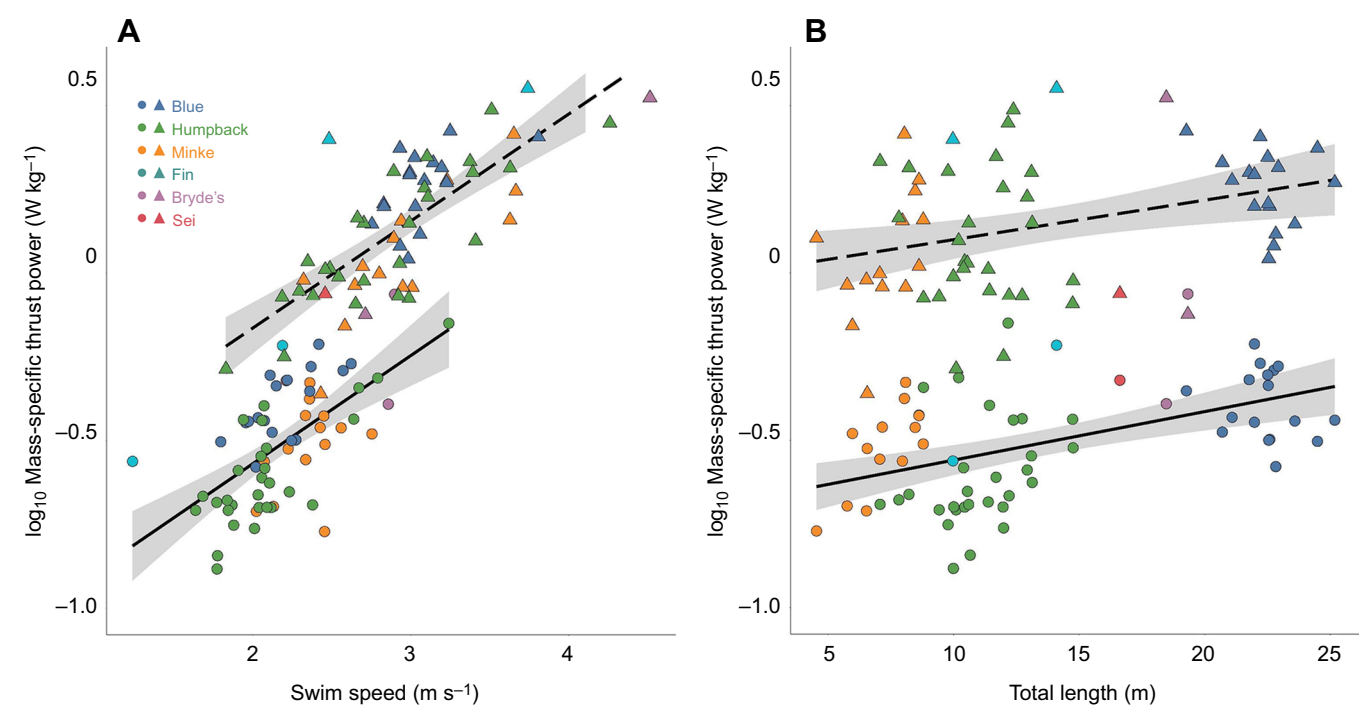 A
log10 Mass-specific thrust power (W kg–1)
0.5
0
–0.5
–1.0
Blue
Humpback
Minke
Fin
Bryde's
Sei
2 3 4
Swim speed (m s–1)
B
log10 Mass-specific thrust power (W kg–1)
0.5
0
–0.5
–1.0
5 10 15 20 25
Total length (m)